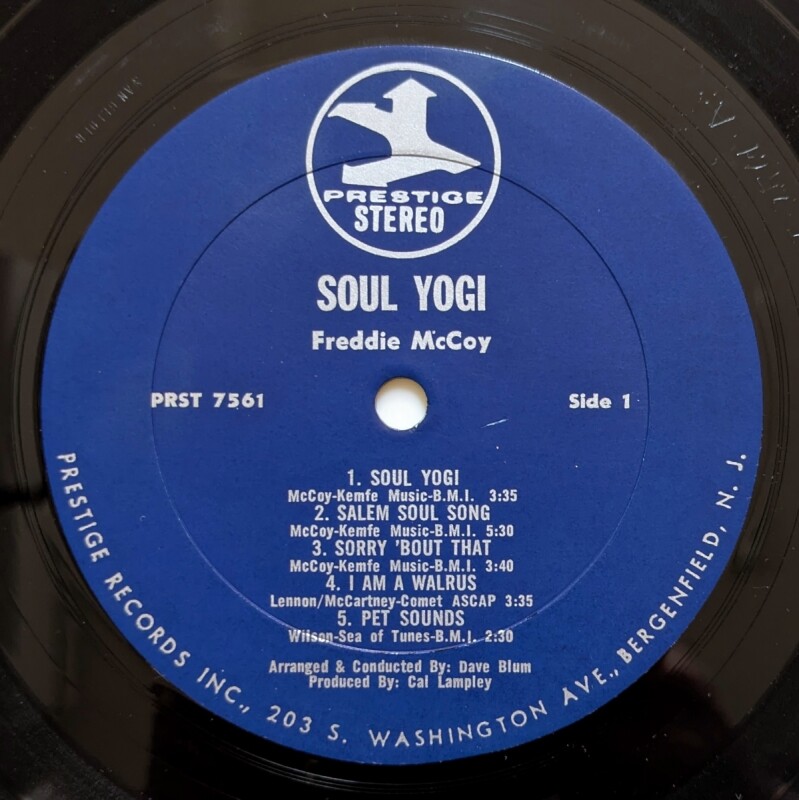 PRESTIGE
STEREO
SOUL YOGI
Freddie McCoy
PRST 7561
Side 1
1. SOUL YOGI
McCoy-Kemfe Music-B.M.I. 3:35
2. SALEM SOUL SONG
McCoy-Kemfe Music-B.M.I. 5:30
3. SORRY 'BOUT THAT
McCoy-Kemfe Music-B.M.I. 3:40
4. I AM A WALRUS
Lennon/McCartney-Comet ASCAP 3:35
5. PET SOUNDS
Wilson-Sea of Tunes-B.M.I. 2:30
Arranged & Conducted By: Dave Blum
Produced By: Cal Lampley
PRESTIGE RECORDS INC., 203 S. WASHINGTON AVE., BERGENFIELD, N. J.